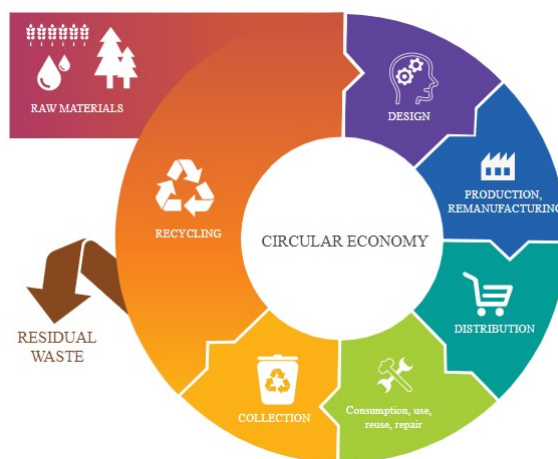 RAW MATERIALS
DESIGN
PRODUCTION,
REMANUFACTURING
RECYCLING
CIRCULAR ECONOMY
DISTRIBUTION
RESIDUAL
WASTE
COLLECTION
Consumption, use,
reuse, repair